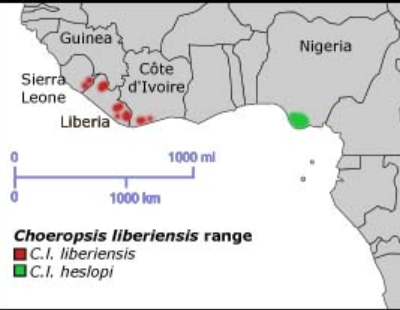 Guinea
Nigeria
Sierra
Leone
Côte
d'Ivoire
Liberia
0
1000 mi
0
1000 km
Choeropsis liberiensis range
C.l. liberiensis
C.l. heslopi